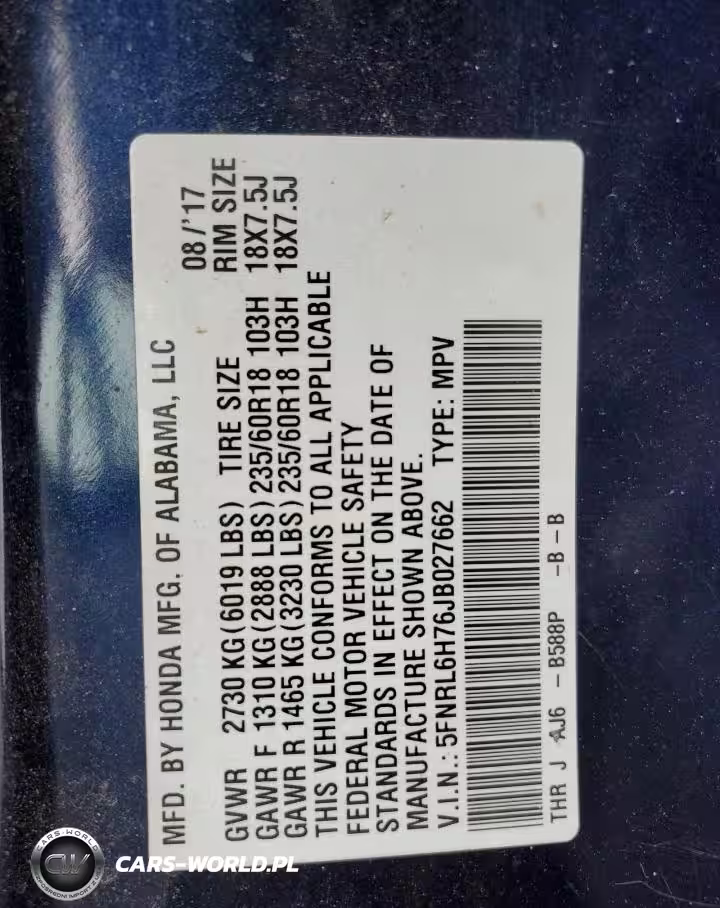 MFD. BY HONDA MFG. OF ALABAMA, LLC 08/'17
GVWR 2730 KG (6019 LBS) TIRE SIZE RIM SIZE
GAWR F 1310 KG (2888 LBS) 235/60R18 103H 18X7.5J
GAWR R 1465 KG (3230 LBS) 235/60R18 103H 18X7.5J
THIS VEHICLE CONFORMS TO ALL APPLICABLE
FEDERAL MOTOR VEHICLE SAFETY
STANDARDS IN EFFECT ON THE DATE OF
MANUFACTURE SHOWN ABOVE.
V.I.N.: 5FNRL6H76JB027662 TYPE: MPV
THR J AJ6 - B588P -B-B
CARS-WORLD
CW
CARS-WORLD.PL